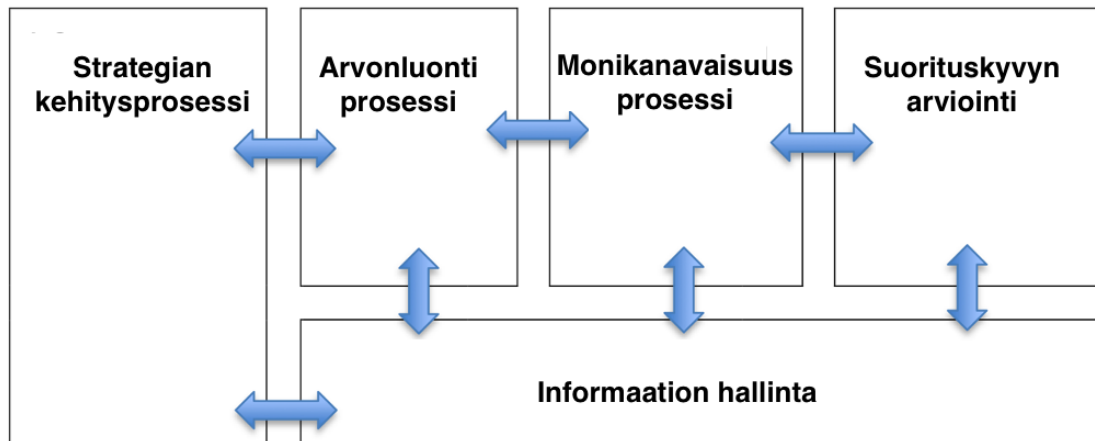 Strategian
kehitysprosessi
Arvonluonti
prosessi
Monikanavaisuus
prosessi
Suorituskyvyn
arviointi
Informaation hallinta